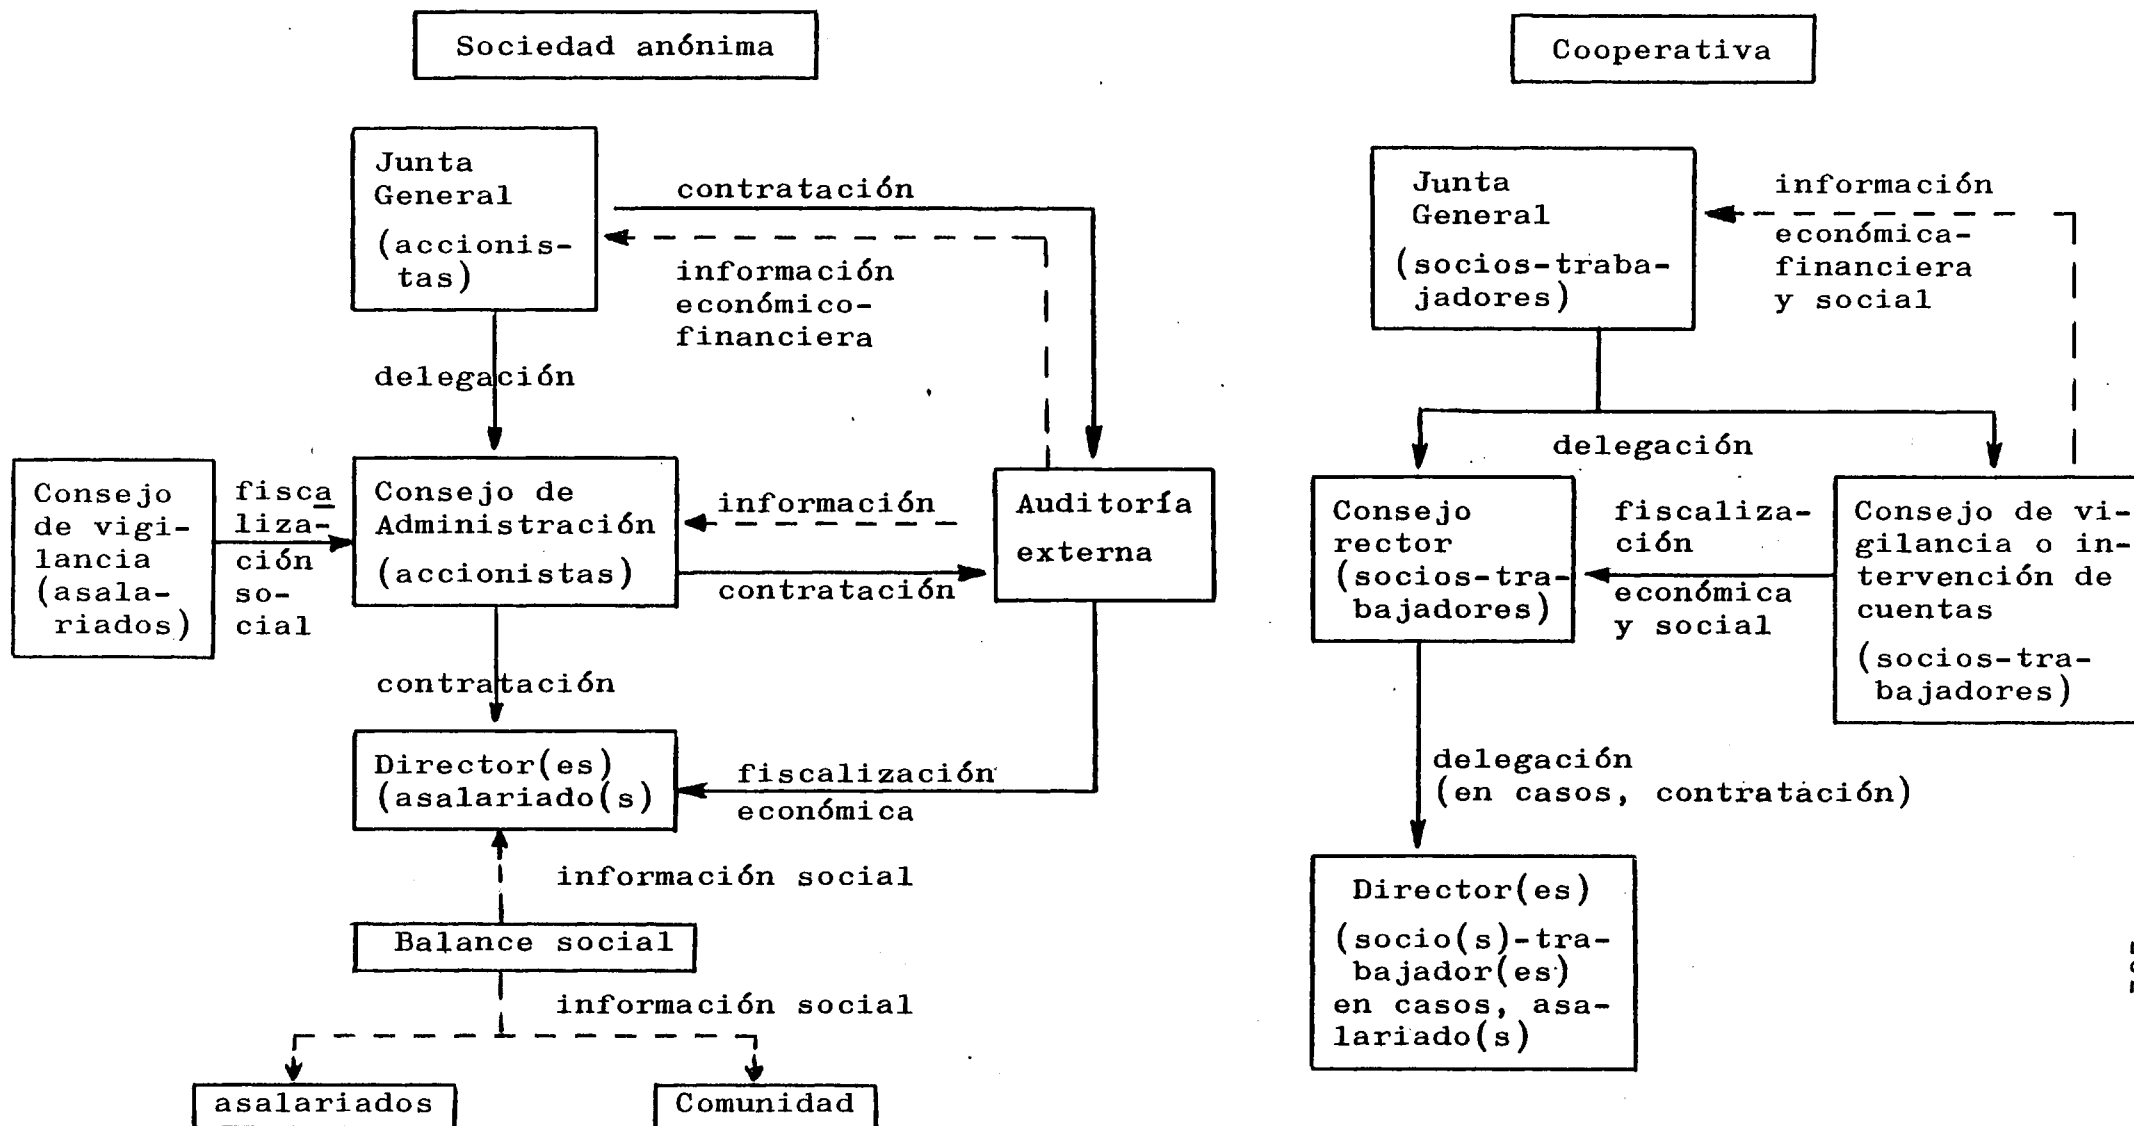 Sociedad anónima
Junta
General
(accionis-
tas)
contratación
información
económico-
financiera
delegación
Consejo
de vigi-
lancia
(asala-
riados)
fisca
liza-
ción
so-
cial
Consejo de
Administración
(accionistas)
información
contratación
Auditoría
externa
contratación
Director(es)
(asalariado(s)
fiscalización
económica
información social
Balance social
información social
asalariados
Comunidad
Cooperativa
Junta
General
(socios-traba-
jadores)
información
económica-
financiera
y social
delegación
Consejo
rector
(socios-tra-
bajadores)
fiscaliza-
ción
económica
y social
Consejo de vi-
gilancia o in-
tervención de
cuentas
(socios-tra-
bajadores)
delegación
(en casos, contratación)
Director(es)
(socio(s)-tra-
bajador(es)
en casos, asa-
lariado(s)